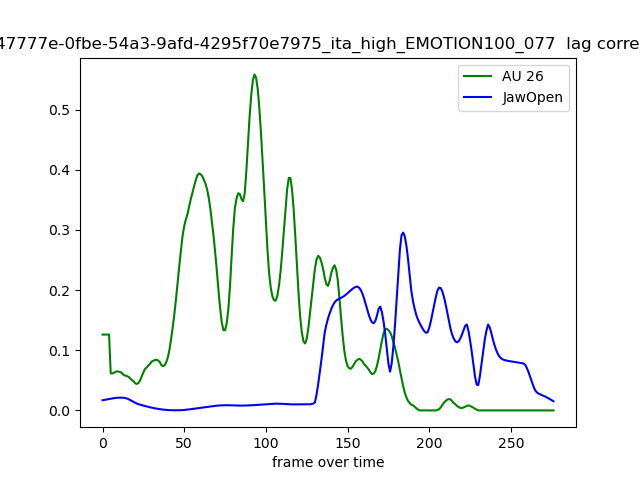 47777e-0fbe-54a3-9afd-4295f70e7975_ita_high_EMOTION100_077 lag corre
AU 26
JawOpen
0.5
0.4
0.3
0.2
0.1
0.0
0 50 100 150 200 250
frame over time